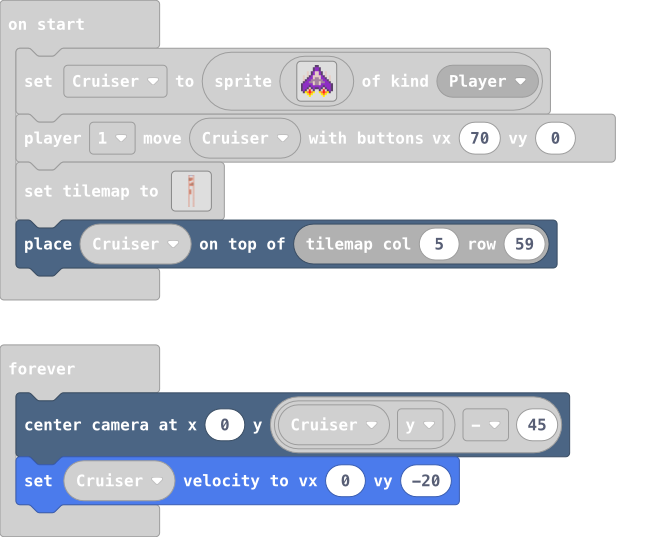 on start
set Cruiser to sprite of kind Player
player 1 move Cruiser with buttons vx 70 vy 0
set tilemap to
place Cruiser on top of tilemap col 5 row 59
forever
center camera at x 0 y Cruiser y - 45
set Cruiser velocity to vx 0 vy −20